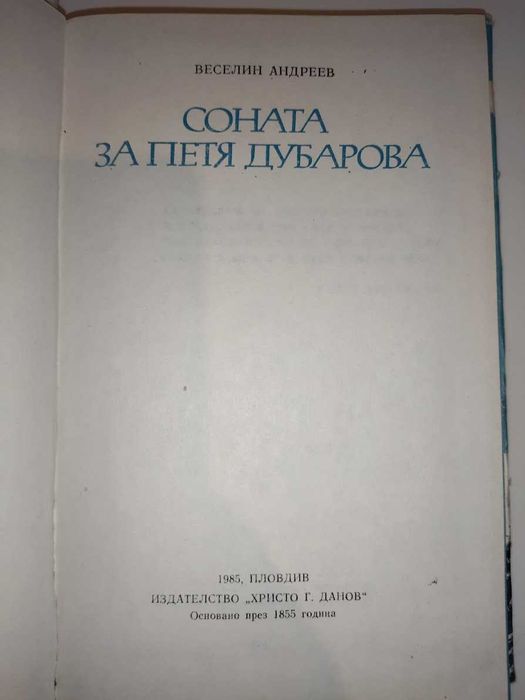 ВЕСЕЛИН АНДРЕЕВ
СОНАТА
ЗА ПЕТЯ ДУБАРОВА
1985, ПЛОВДИВ
ИЗДАТЕЛСТВО „ХРИСТО Г. ДАНОВ“
Основано през 1855 година